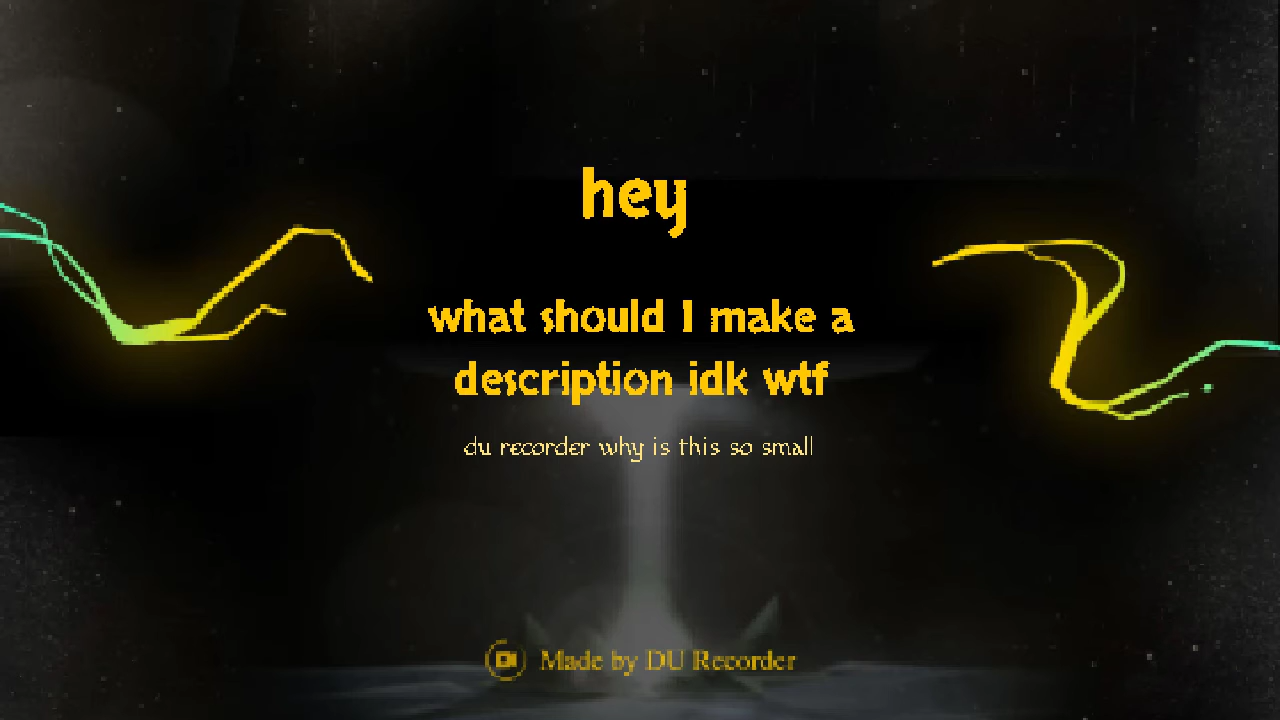 hey
what should I make a
description idk wtf
du recorder why is this so small
Made by DU Recorder